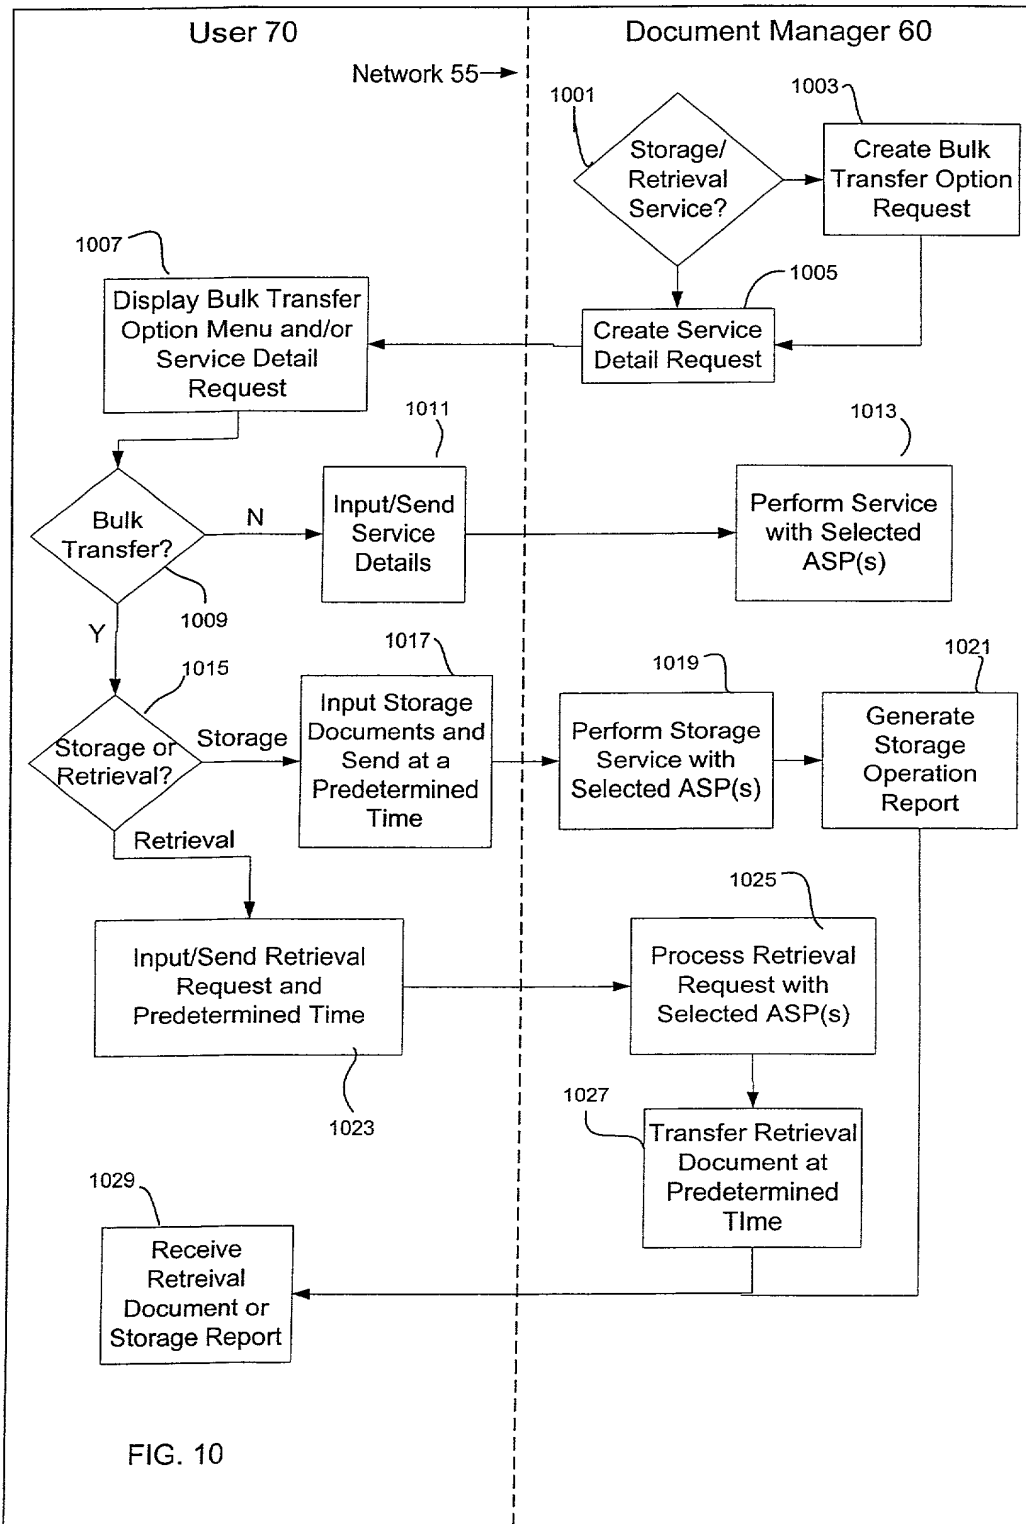 User 70
Document Manager 60
Network 55
1001
1003
Storage/
Retrieval
Service?
Create Bulk
Transfer Option
Request
1007
1005
Display Bulk Transfer
Option Menu and/or
Service Detail
Request
Create Service
Detail Request
1011
1013
Bulk
Transfer?
N
Input/Send
Service
Details
Perform Service
with Selected
ASP(s)
1009
Y
1015
1017
1019
1021
Storage or
Retrieval?
Storage
Input Storage
Documents and
Send at a
Predetermined
Time
Perform Storage
Service with
Selected ASP(s)
Generate
Storage
Operation
Report
Retrieval
1025
Input/Send Retrieval
Request and
Predetermined Time
Process Retrieval
Request with
Selected ASP(s)
1023
1027
Transfer Retrieval
Document at
Predetermined
TIme
1029
Receive
Retreival
Document or
Storage Report
FIG. 10